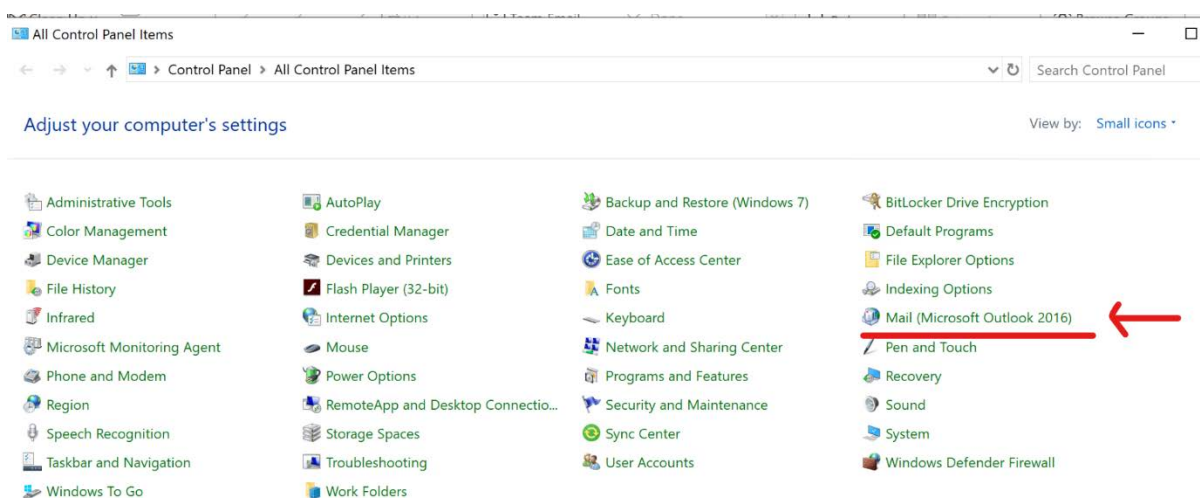 Team Email
All Control Panel Items
Control Panel > All Control Panel Items
Search Control Panel
Adjust your computer's settings
View by: Small icons
Administrative Tools AutoPlay Backup and Restore (Windows 7) BitLocker Drive Encryption
Color Management Credential Manager Date and Time Default Programs
Device Manager Devices and Printers Ease of Access Center File Explorer Options
File History Flash Player (32-bit) Fonts Indexing Options
Infrared Internet Options Keyboard Mail (Microsoft Outlook 2016)
Microsoft Monitoring Agent Mouse Network and Sharing Center Pen and Touch
Phone and Modem Power Options Programs and Features Recovery
Region RemoteApp and Desktop Connectio... Security and Maintenance Sound
Speech Recognition Storage Spaces Sync Center System
Taskbar and Navigation Troubleshooting User Accounts Windows Defender Firewall
Windows To Go Work Folders